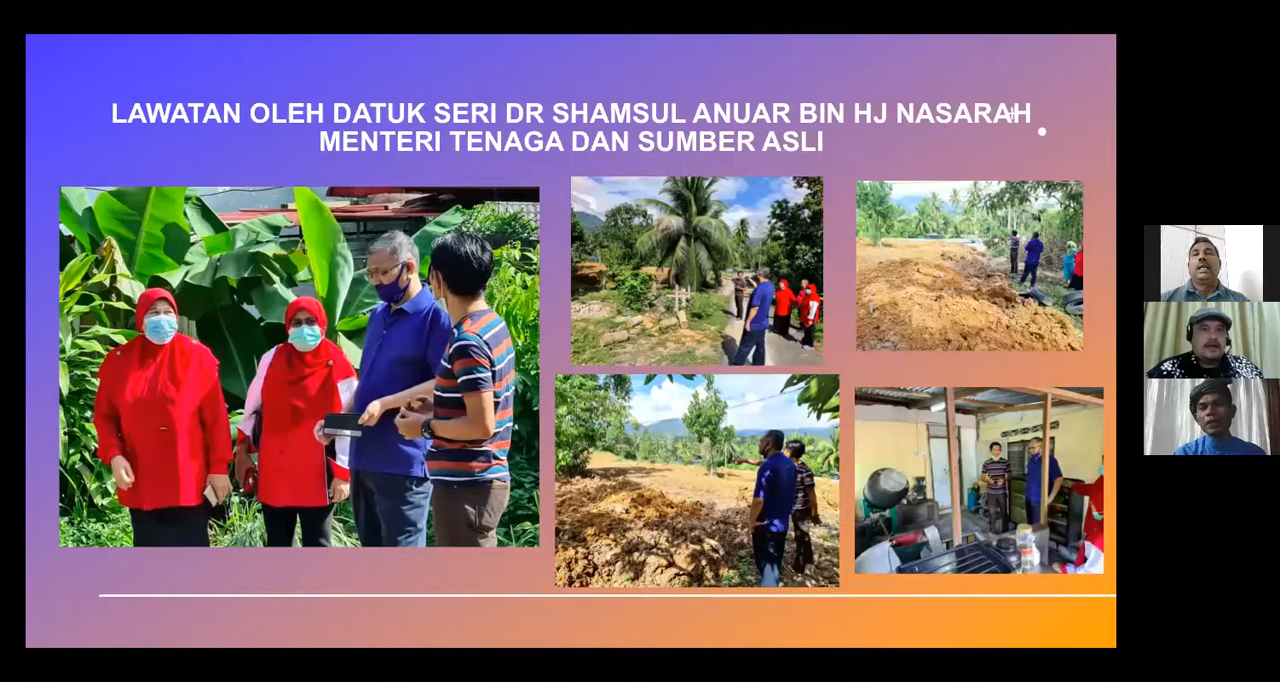 LAWATAN OLEH DATUK SERI DR SHAMSUL ANUAR BIN HJ NASARAH
MENTERI TENAGA DAN SUMBER ASLI